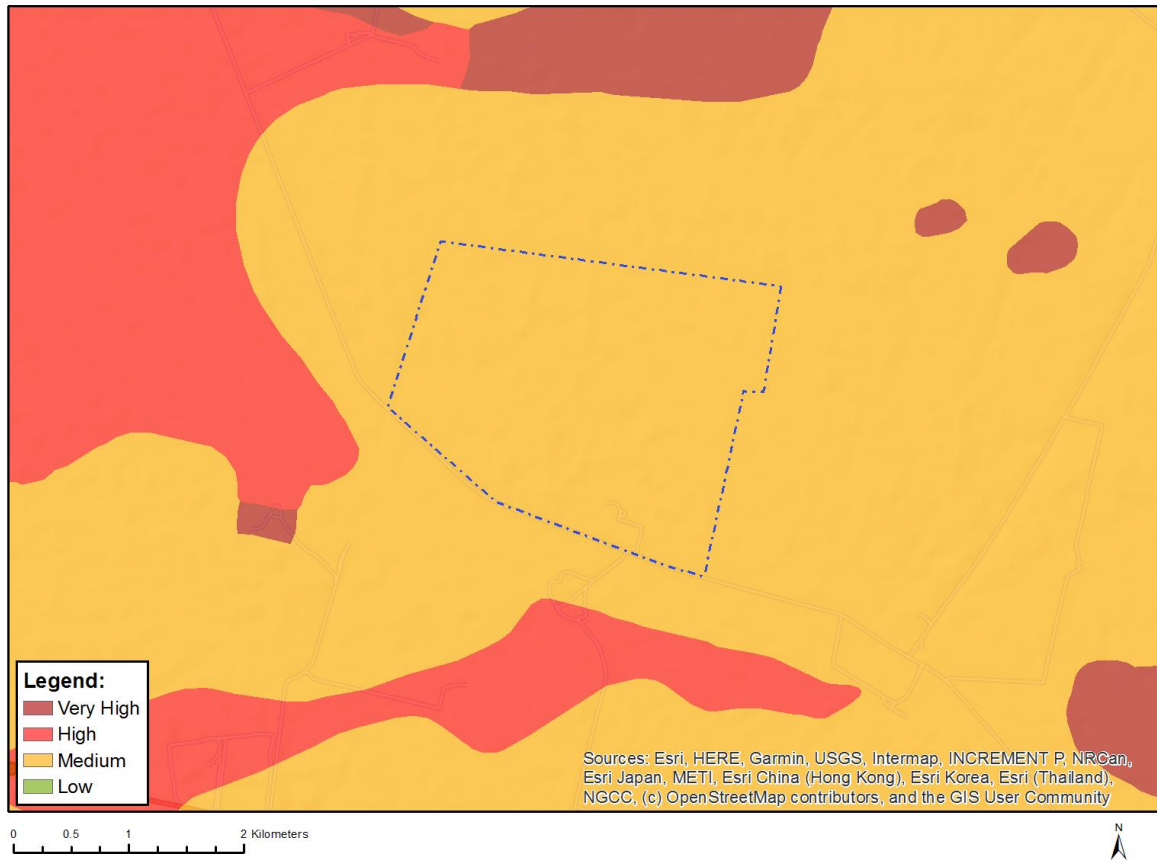 Legend:
Very High
High
Medium
Low
Sources: Esri, HERE, Garmin, USGS, Intermap, INCREMENT P, NRCan,
Esri Japan, METI, Esri China (Hong Kong), Esri Korea, Esri (Thailand),
NGCC, (c) OpenStreetMap contributors, and the GIS User Community
0 0.5 1 2 Kilometers
N